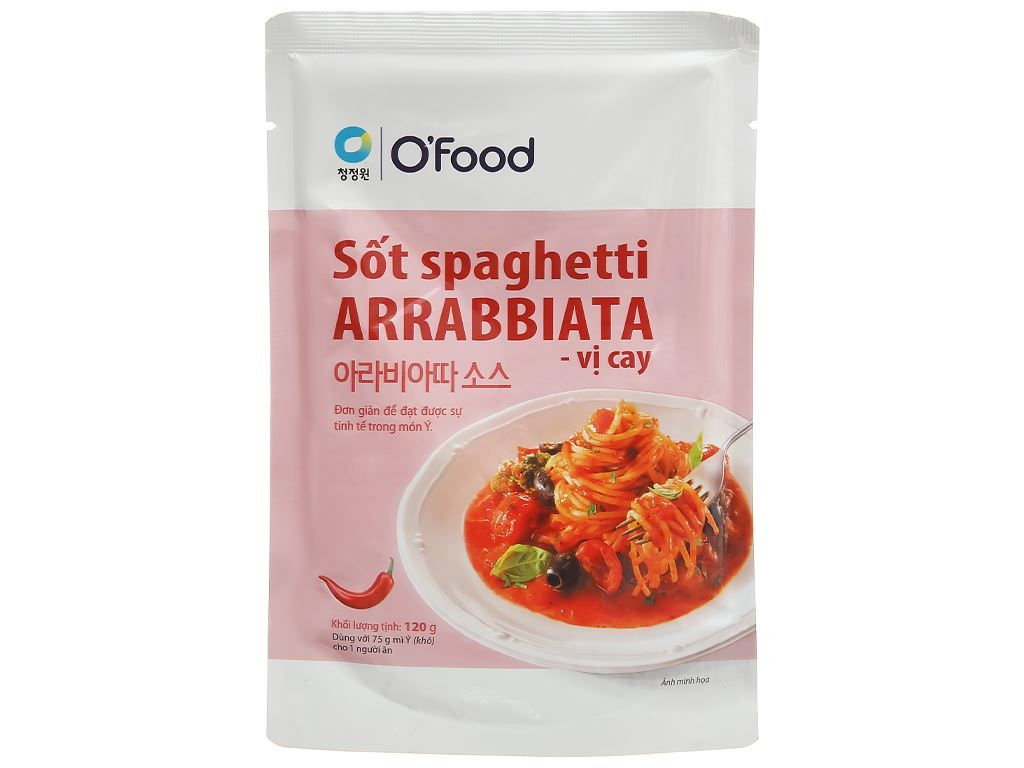 청정원
O'Food
Sốt spaghetti
ARRABBIATA
- vị cay
아라비아따 소스
Đơn giản để đạt được sự
tinh tế trong món Ý.
Khối lượng tịnh: 120 g
Dùng với 75 g mì Ý (khô)
cho 1 người ăn
Ảnh minh họa